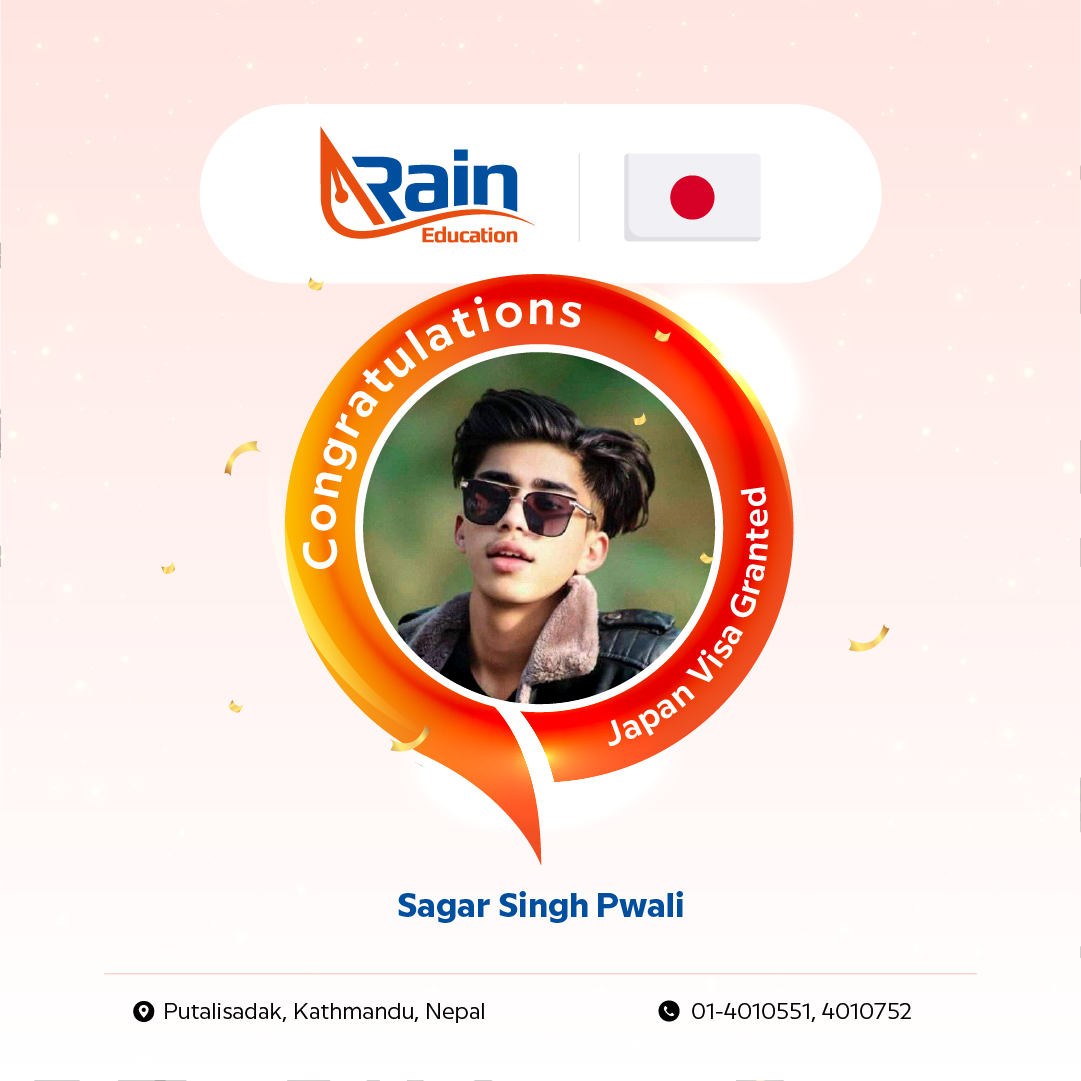 Rain
Education
Congratulations
Japan Visa Granted
Sagar Singh Pwali
Putalisadak, Kathmandu, Nepal
01-4010551, 4010752